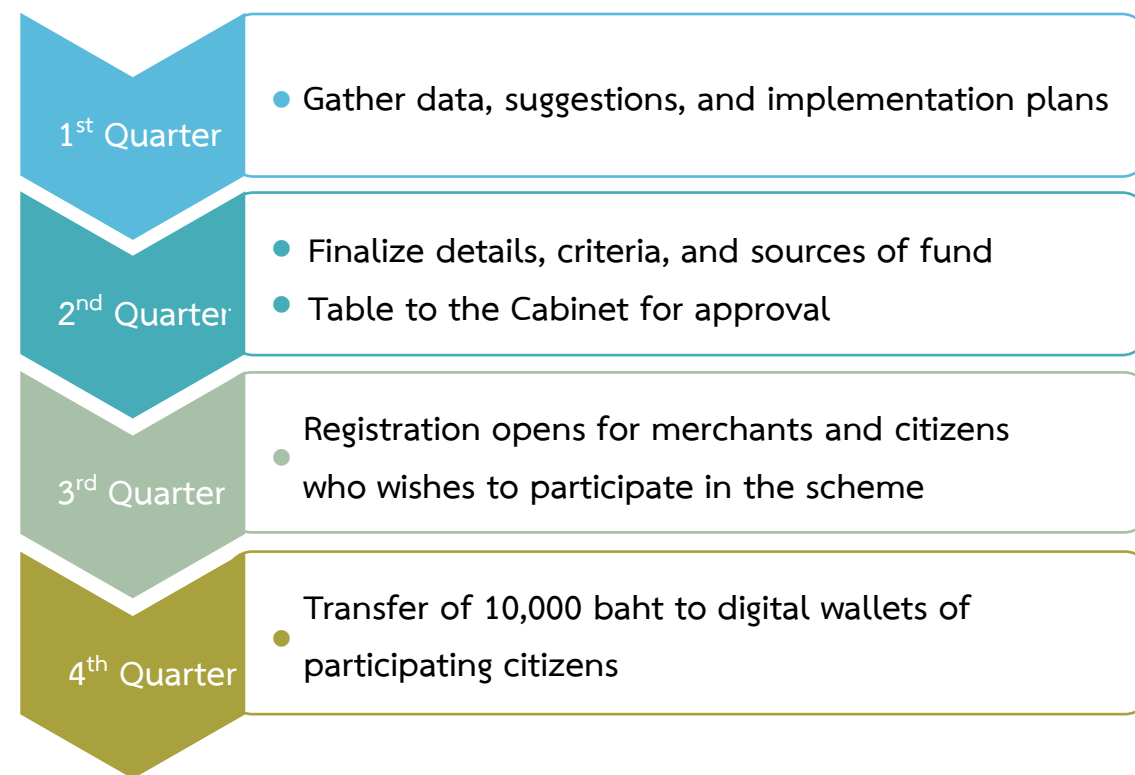 1st Quarter
• Gather data, suggestions, and implementation plans
2nd Quarter
• Finalize details, criteria, and sources of fund
• Table to the Cabinet for approval
3rd Quarter
• Registration opens for merchants and citizens
who wishes to participate in the scheme
4th Quarter
• Transfer of 10,000 baht to digital wallets of
participating citizens